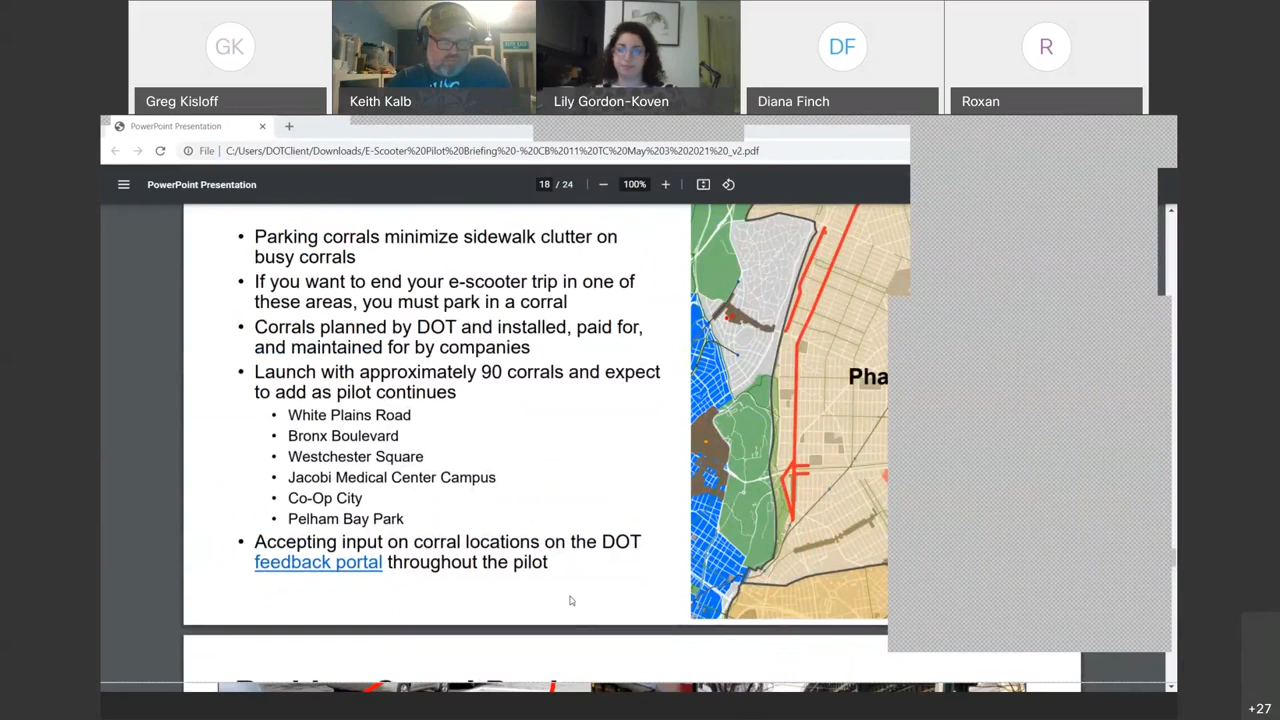 GK
DF
R
Greg Kisloff
Keith Kalb
Lily Gordon-Koven
Diana Finch
Roxan
PowerPoint Presentation
File
C:/Users/DOTClient/Downloads/E-Scooter%20Pilot%20Briefing%20-%20CB%2011%20TC%20May%203%202021%20_v2.pdf
PowerPoint Presentation
18 / 24
100%
• Parking corrals minimize sidewalk clutter on
busy corrals
• If you want to end your e-scooter trip in one of
these areas, you must park in a corral
• Corrals planned by DOT and installed, paid for,
and maintained for by companies
• Launch with approximately 90 corrals and expect
to add as pilot continues
• White Plains Road
• Bronx Boulevard
• Westchester Square
• Jacobi Medical Center Campus
• Co-Op City
• Pelham Bay Park
• Accepting input on corral locations on the DOT
feedback portal throughout the pilot
Pha
+27